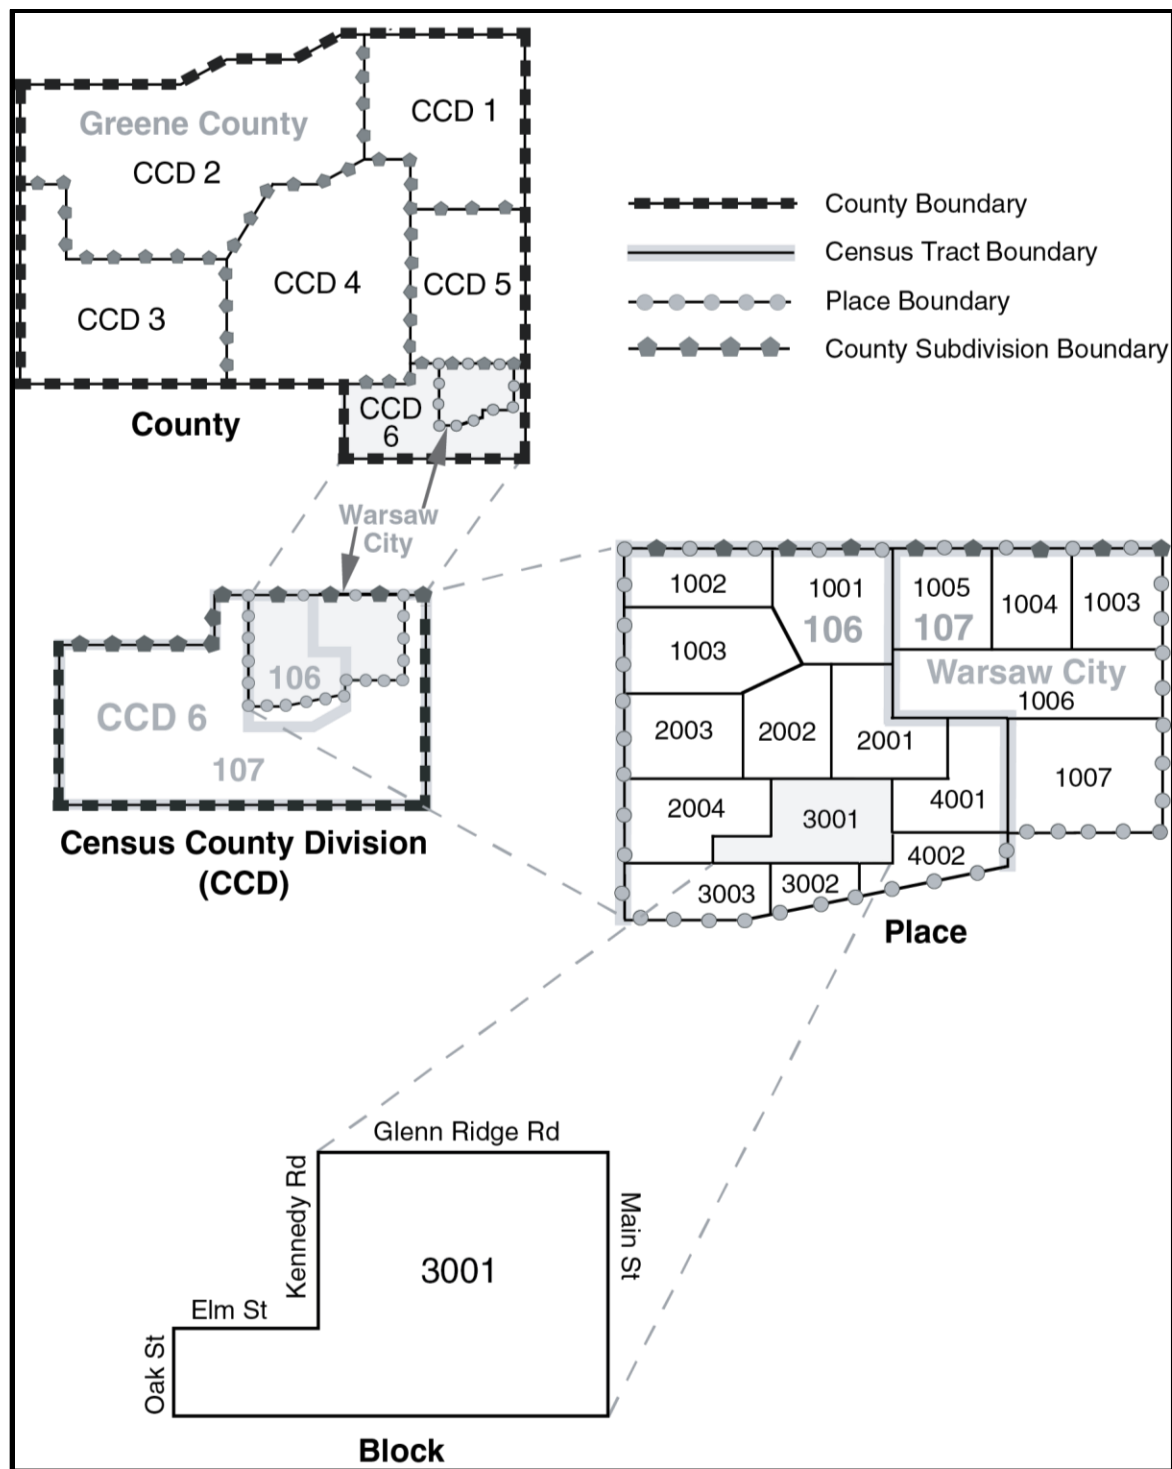 Greene County
CCD 1
CCD 2
CCD 3
CCD 4
CCD 5
CCD
6
County
County Boundary
Census Tract Boundary
Place Boundary
County Subdivision Boundary
Warsaw
City
106
CCD 6
107
Census County Division
(CCD)
1002
1001
1005
1004
1003
106
107
1003
Warsaw City
1006
2003
2002
2001
1007
2004
3001
4001
4002
3003
3002
Place
Glenn Ridge Rd
Kennedy Rd
Main St
3001
Elm St
Oak St
Block